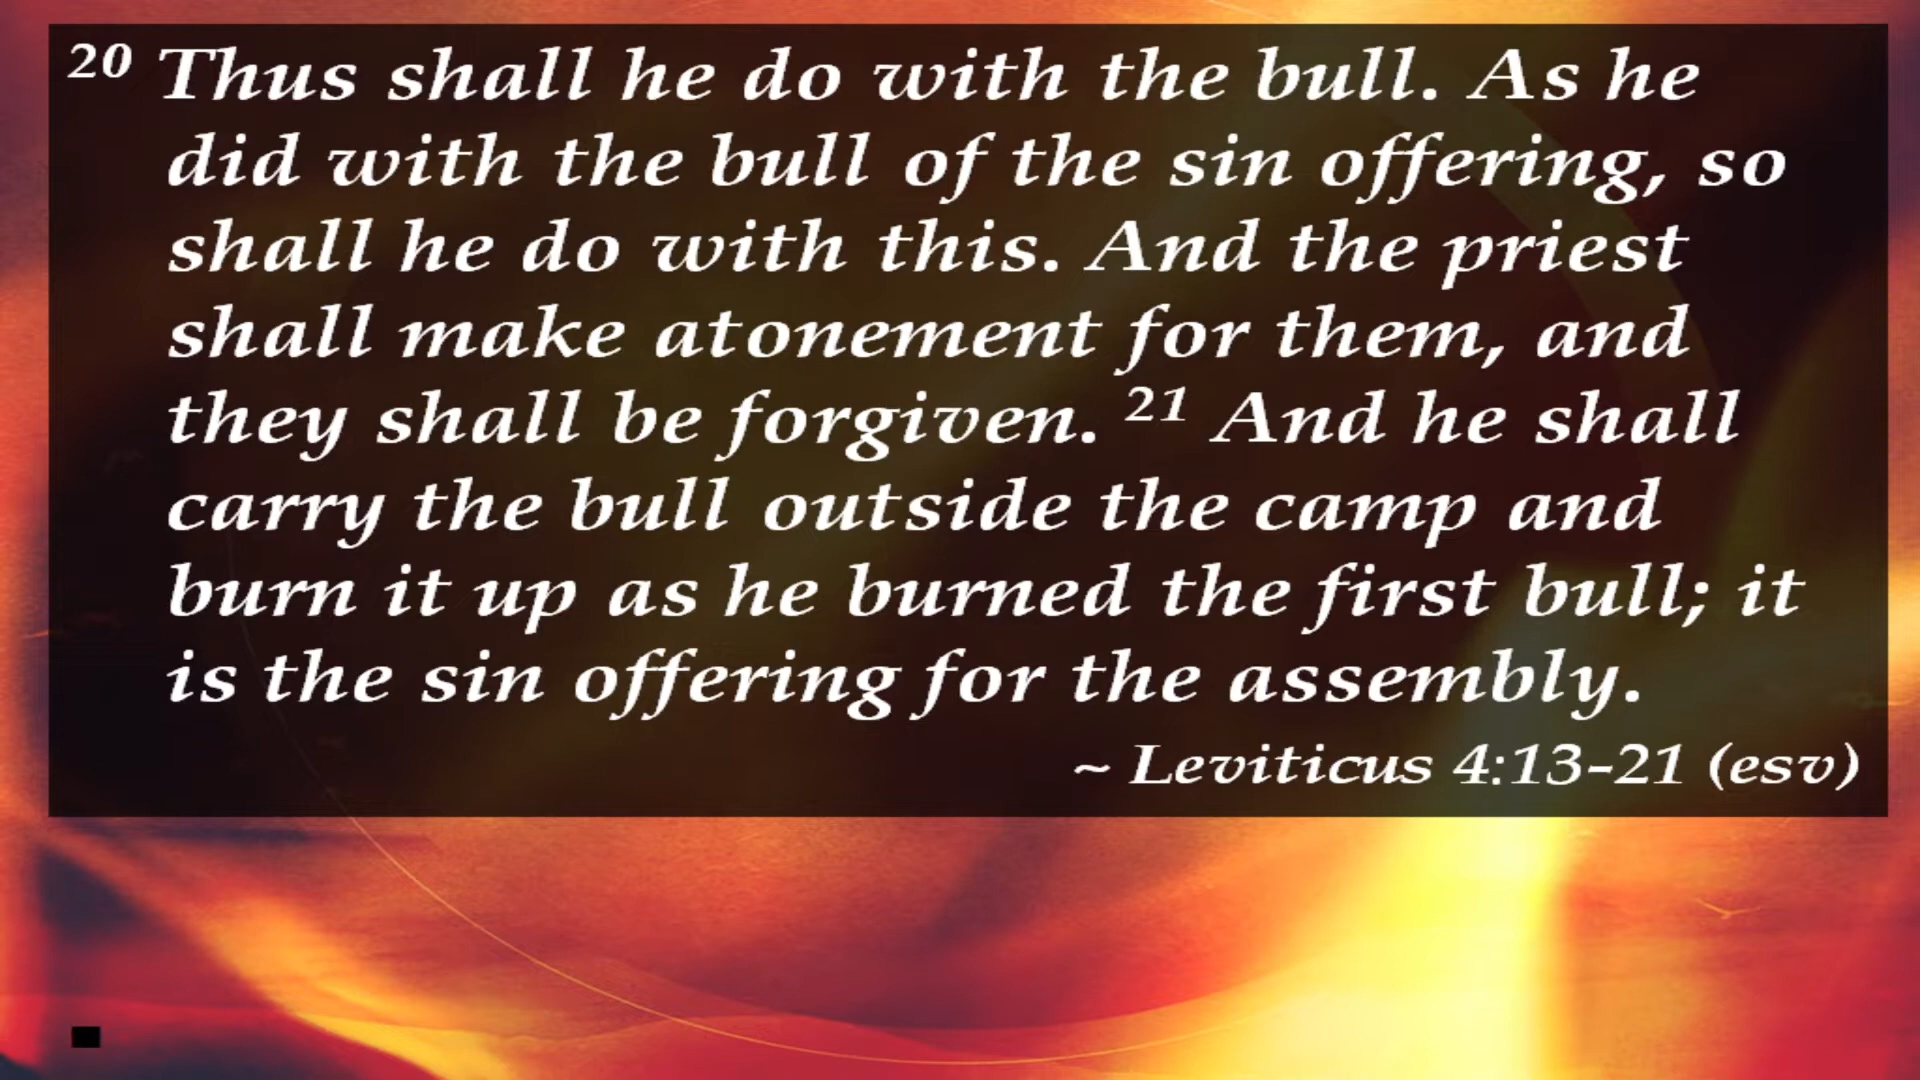 20 Thus shall he do with the bull. As he
did with the bull of the sin offering, so
shall he do with this. And the priest
shall make atonement for them, and
they shall be forgiven. 21 And he shall
carry the bull outside the camp and
burn it up as he burned the first bull; it
is the sin offering for the assembly.
~ Leviticus 4:13–21 (esv)